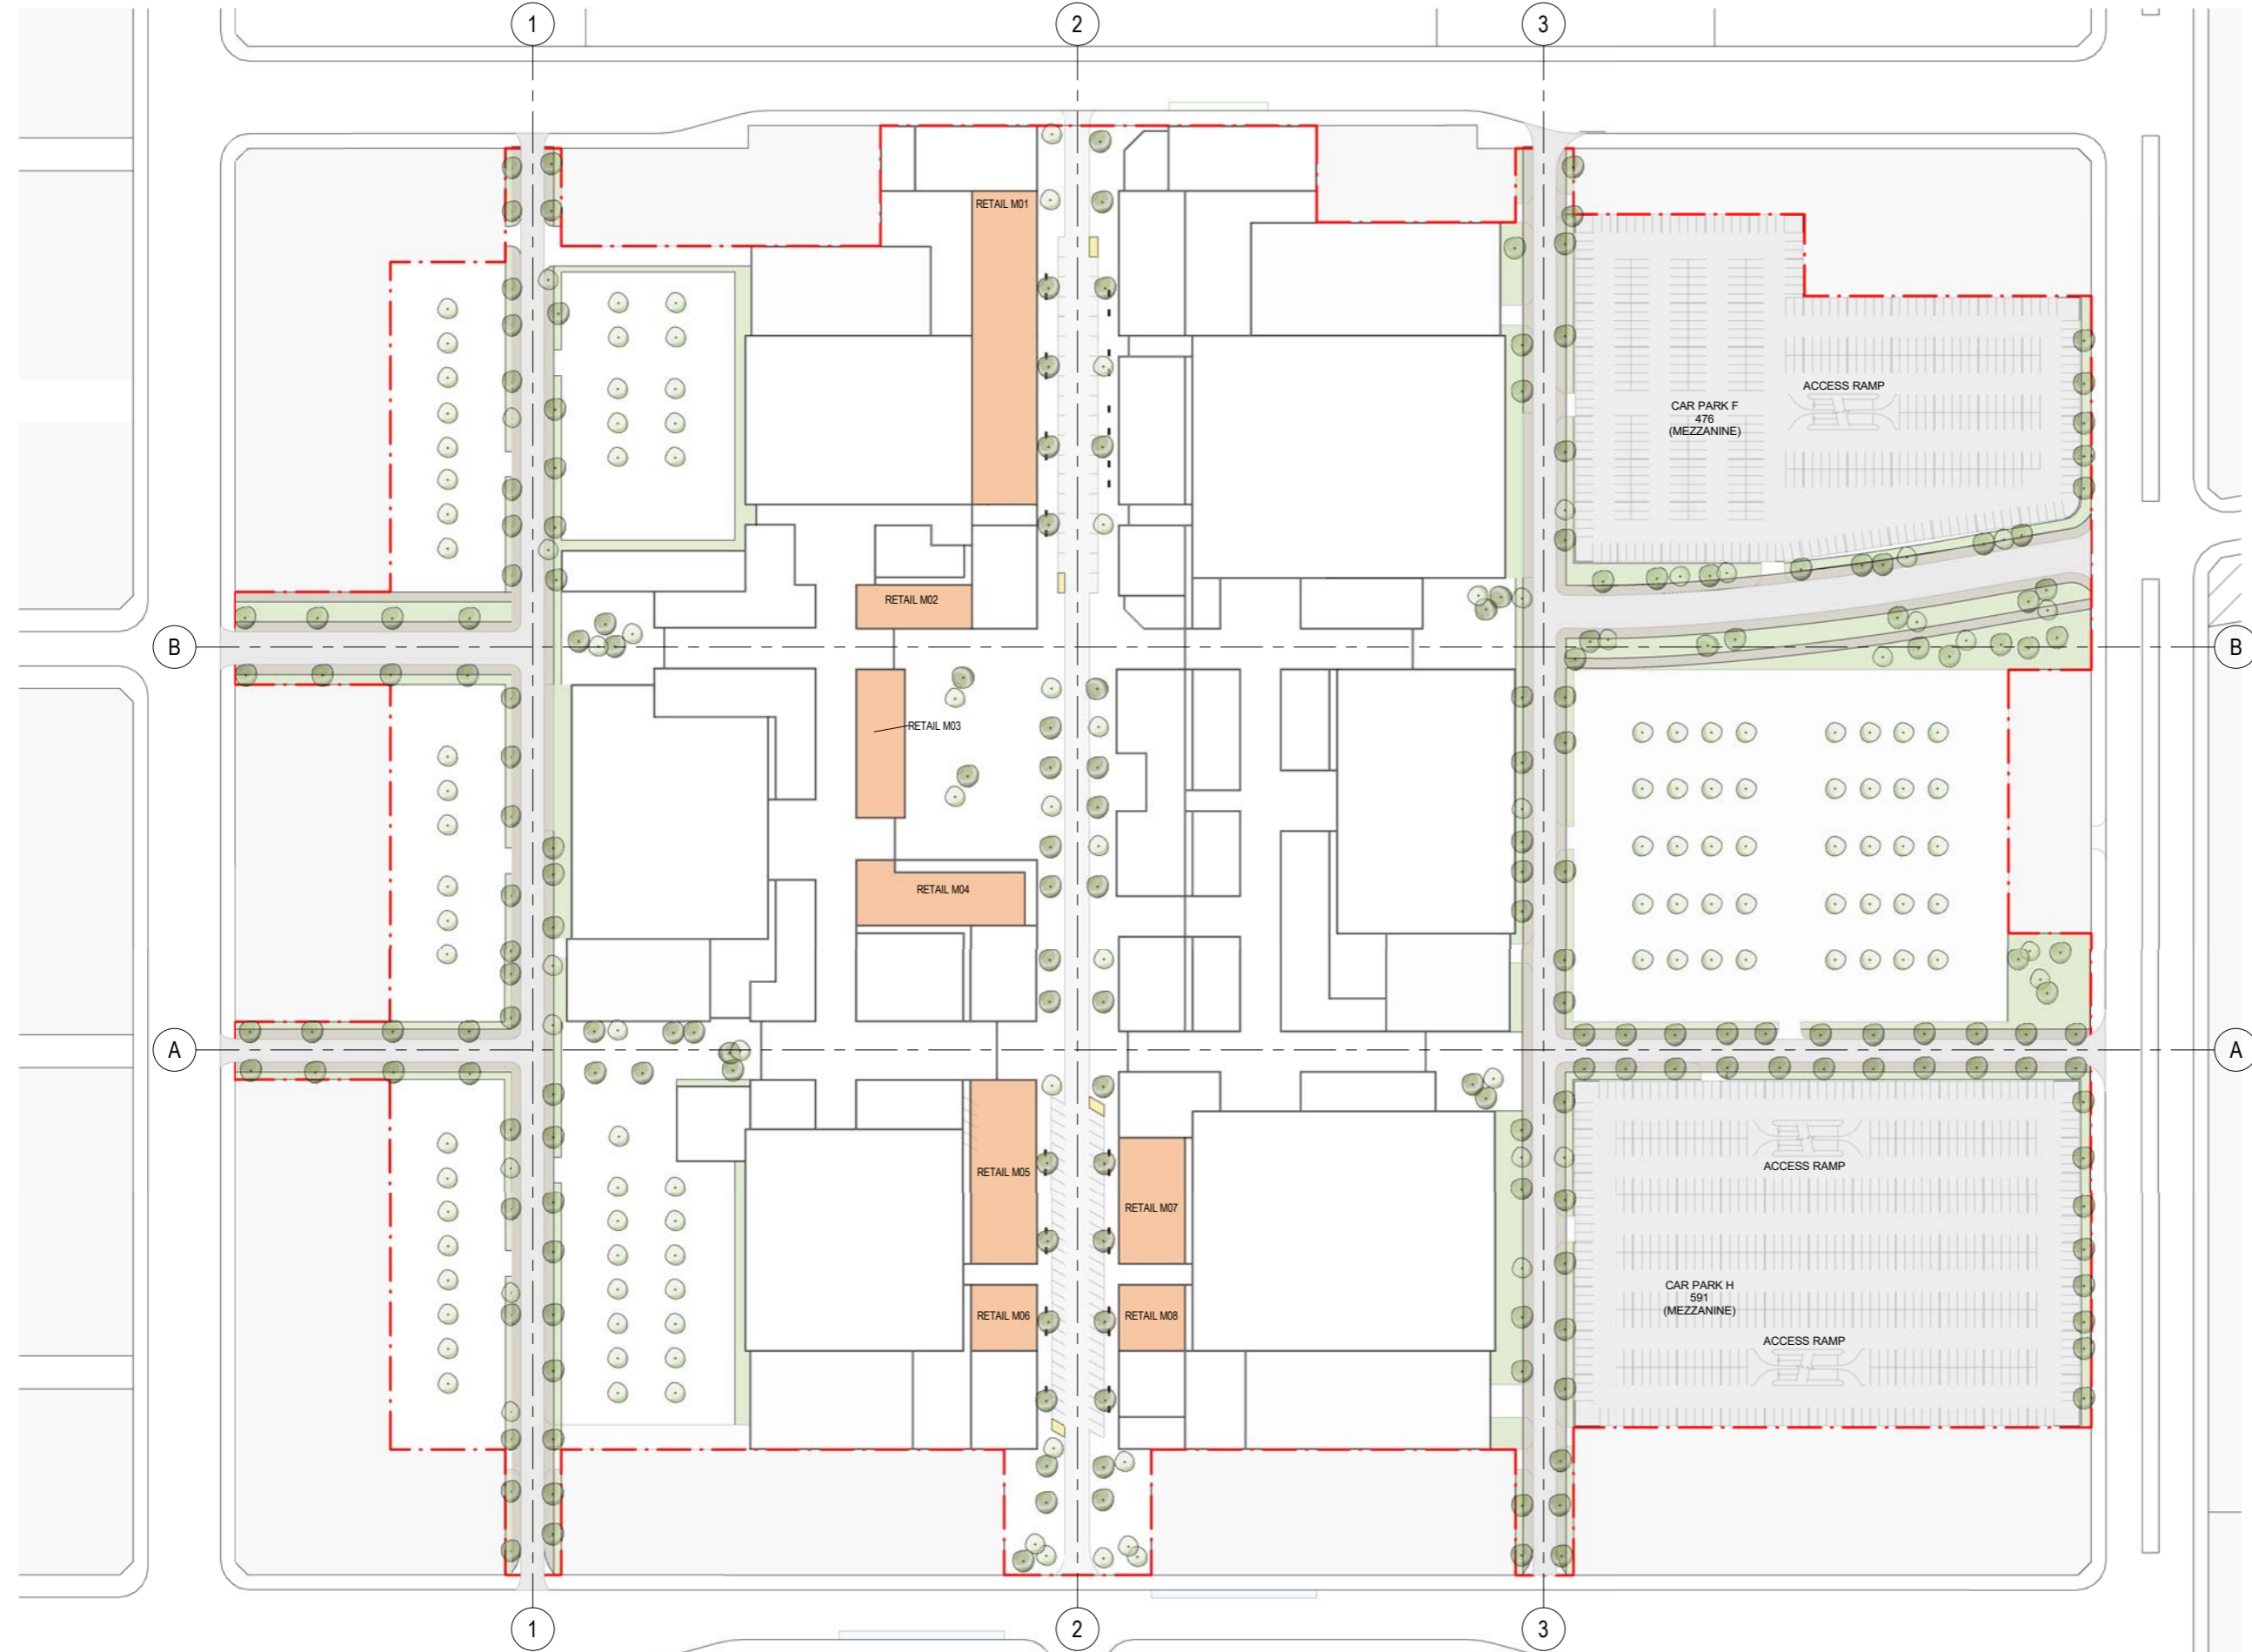 1
2
3
RETAIL M01
ACCESS RAMP
CAR PARK F
476
(MEZZANINE)
RETAIL M02
B
B
RETAIL M03
RETAIL M04
A
A
RETAIL M05
ACCESS RAMP
RETAIL M07
CAR PARK H
591
(MEZZANINE)
RETAIL M06
RETAIL M08
ACCESS RAMP
1
2
3